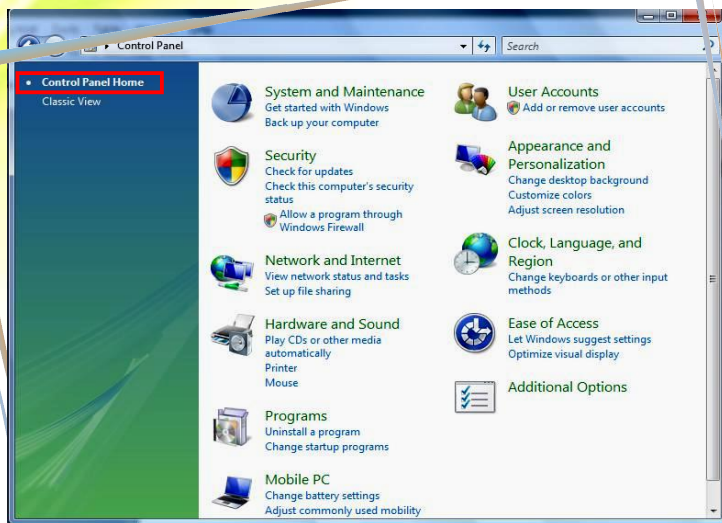 Control Panel
Search
Control Panel Home
Classic View
System and Maintenance
Get started with Windows
Back up your computer
Security
Check for updates
Check this computer's security
status
Allow a program through
Windows Firewall
Network and Internet
View network status and tasks
Set up file sharing
Hardware and Sound
Play CDs or other media
automatically
Printer
Mouse
Programs
Uninstall a program
Change startup programs
Mobile PC
Change battery settings
Adjust commonly used mobility
User Accounts
Add or remove user accounts
Appearance and
Personalization
Change desktop background
Customize colors
Adjust screen resolution
Clock, Language, and
Region
Change keyboards or other input
methods
Ease of Access
Let Windows suggest settings
Optimize visual display
Additional Options